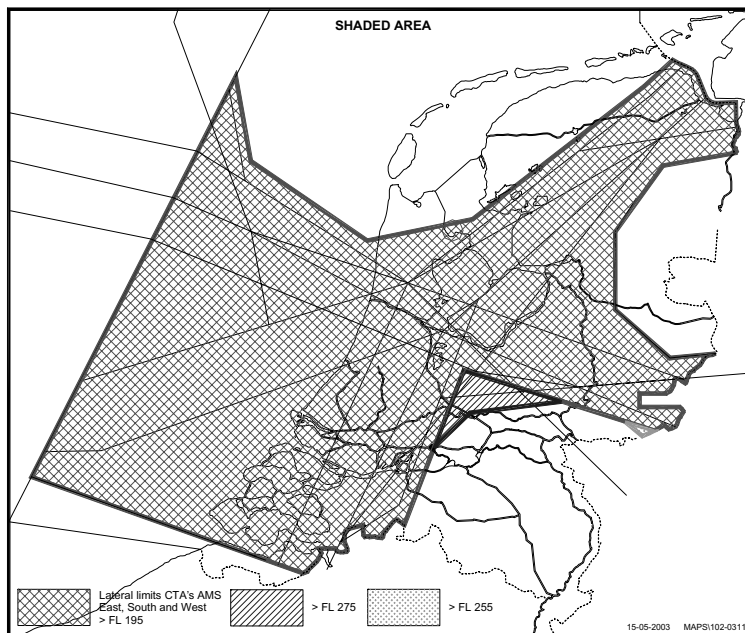 SHADED AREA
Lateral limits CTA's AMS
East, South and West
> FL 195
> FL 275
> FL 255
15-05-2003 MAPS\102-0311